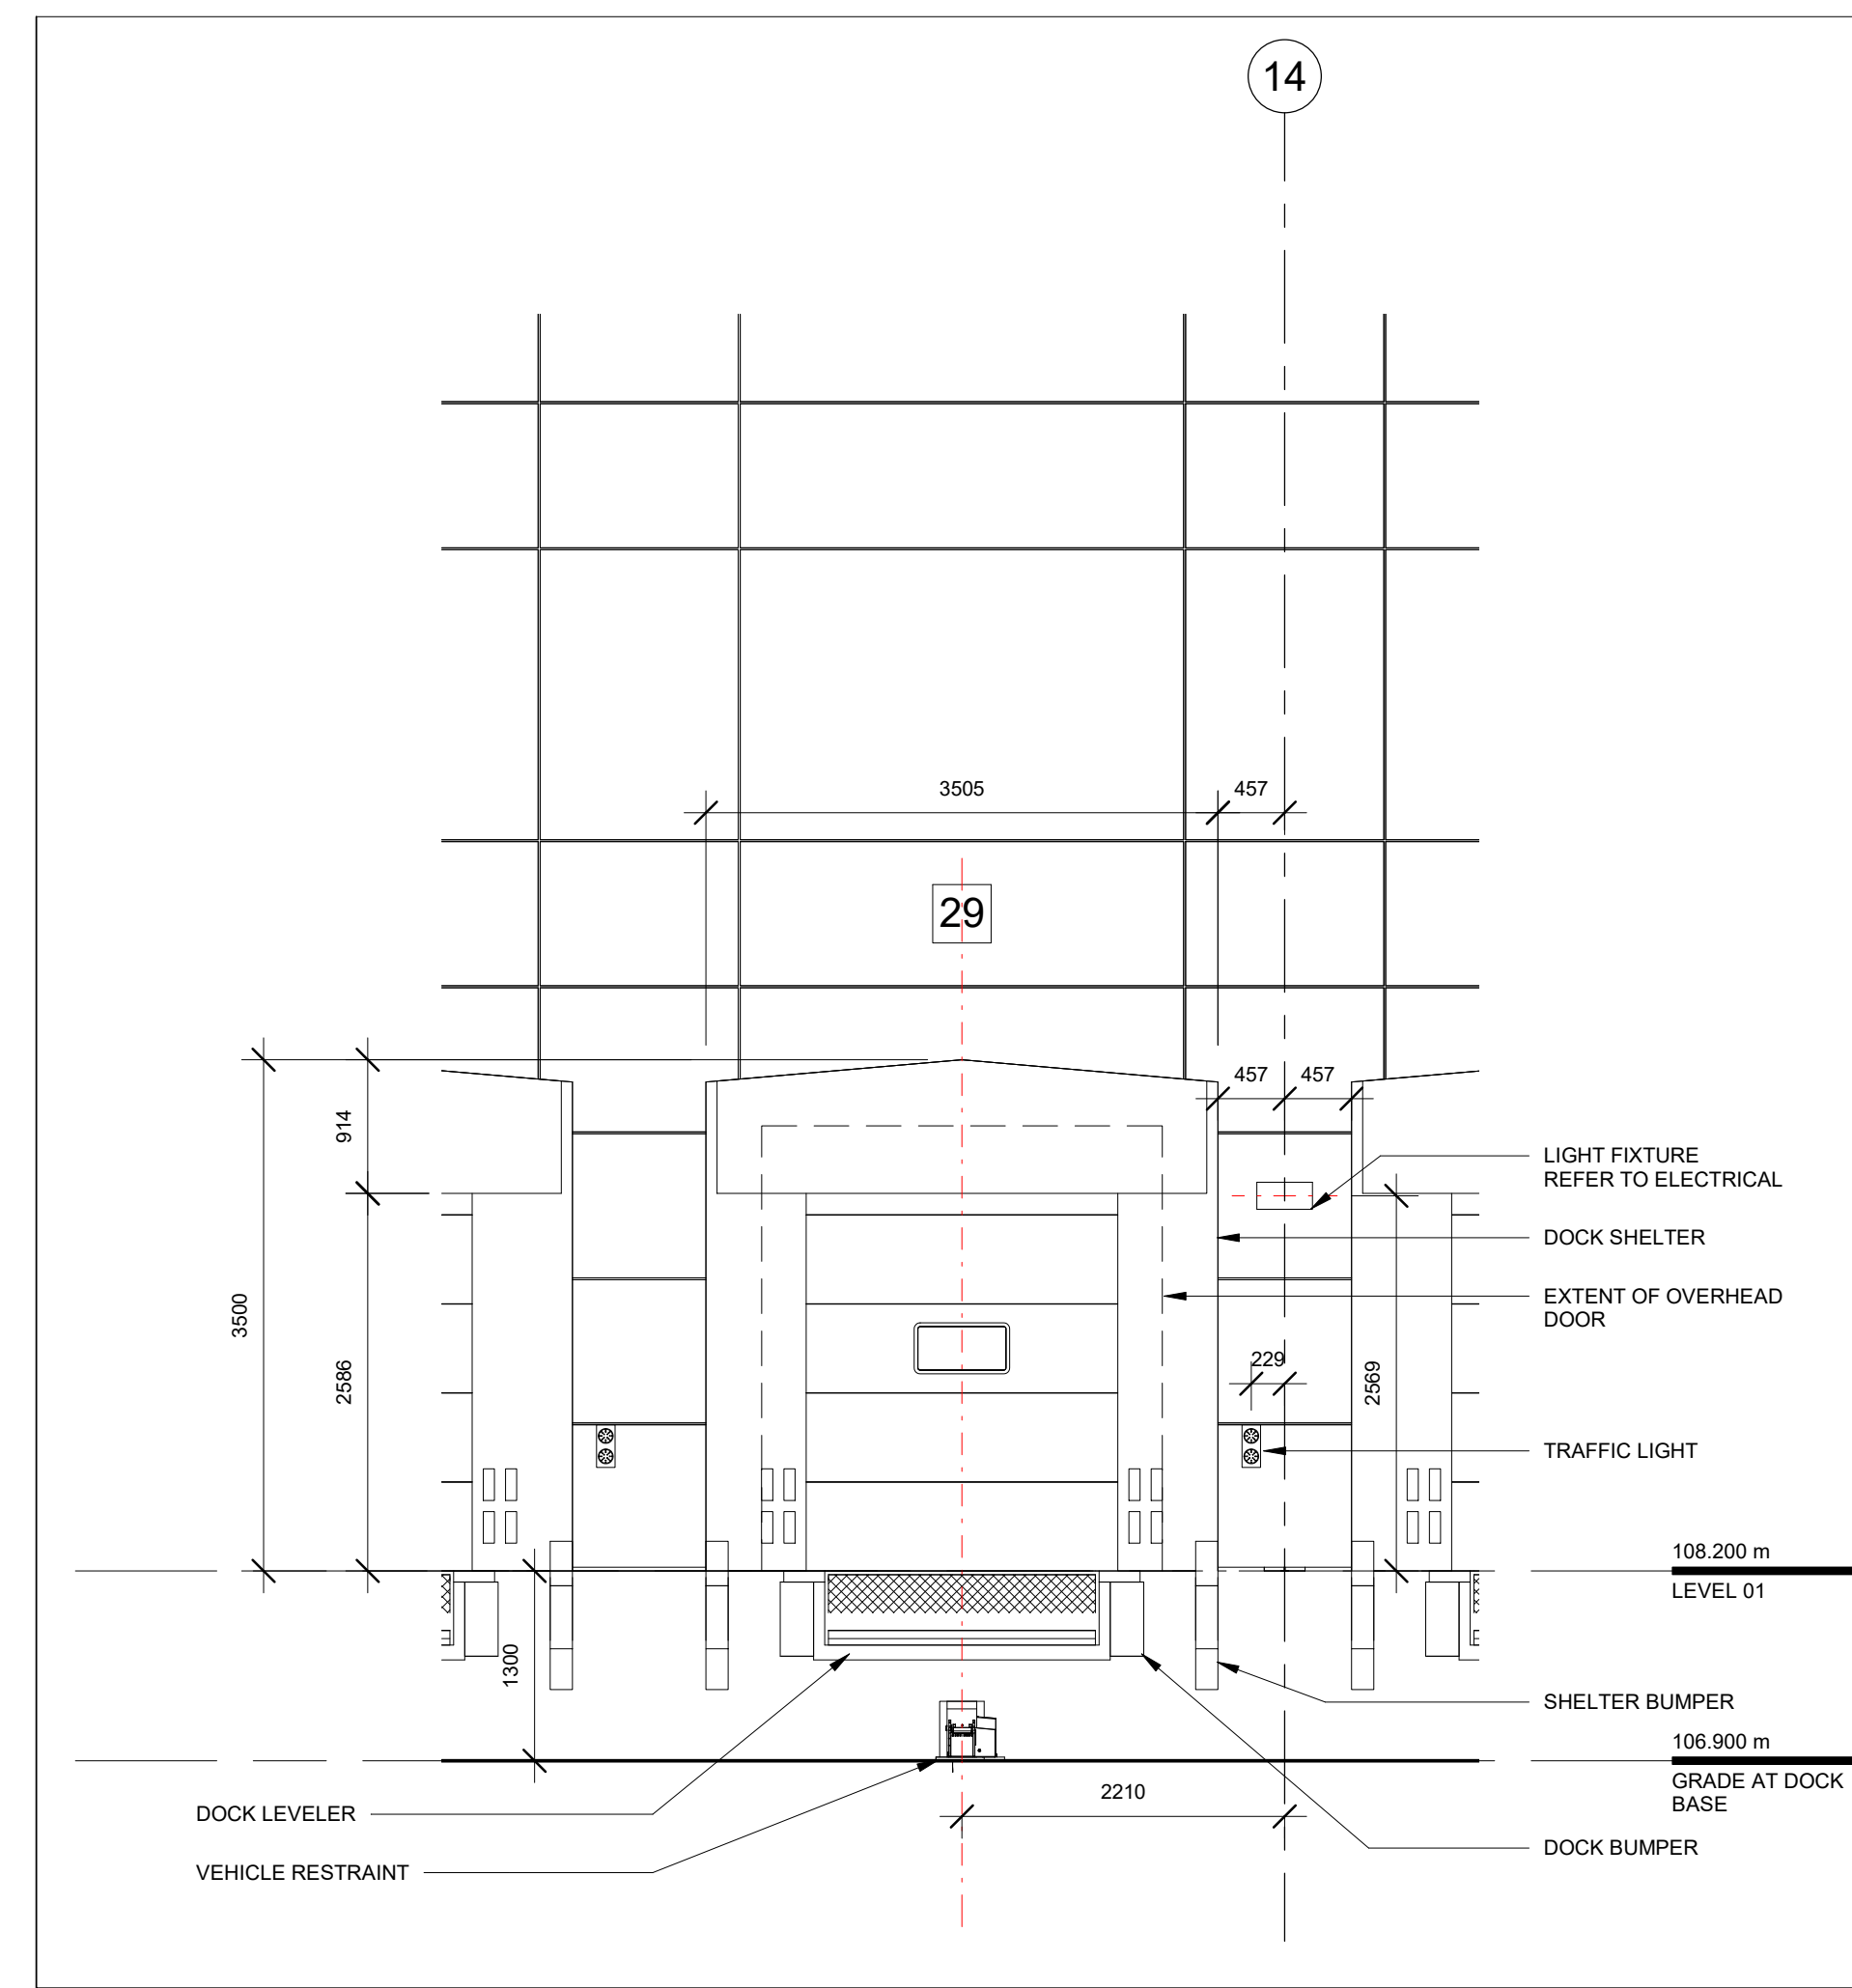 14
3505
457
29
457
457
914
LIGHT FIXTURE
REFER TO ELECTRICAL
DOCK SHELTER
EXTENT OF OVERHEAD
DOOR
3500
2586
229
2569
TRAFFIC LIGHT
108.200 m
LEVEL 01
1300
SHELTER BUMPER
106.900 m
GRADE AT DOCK
BASE
2210
DOCK LEVELER
DOCK BUMPER
VEHICLE RESTRAINT